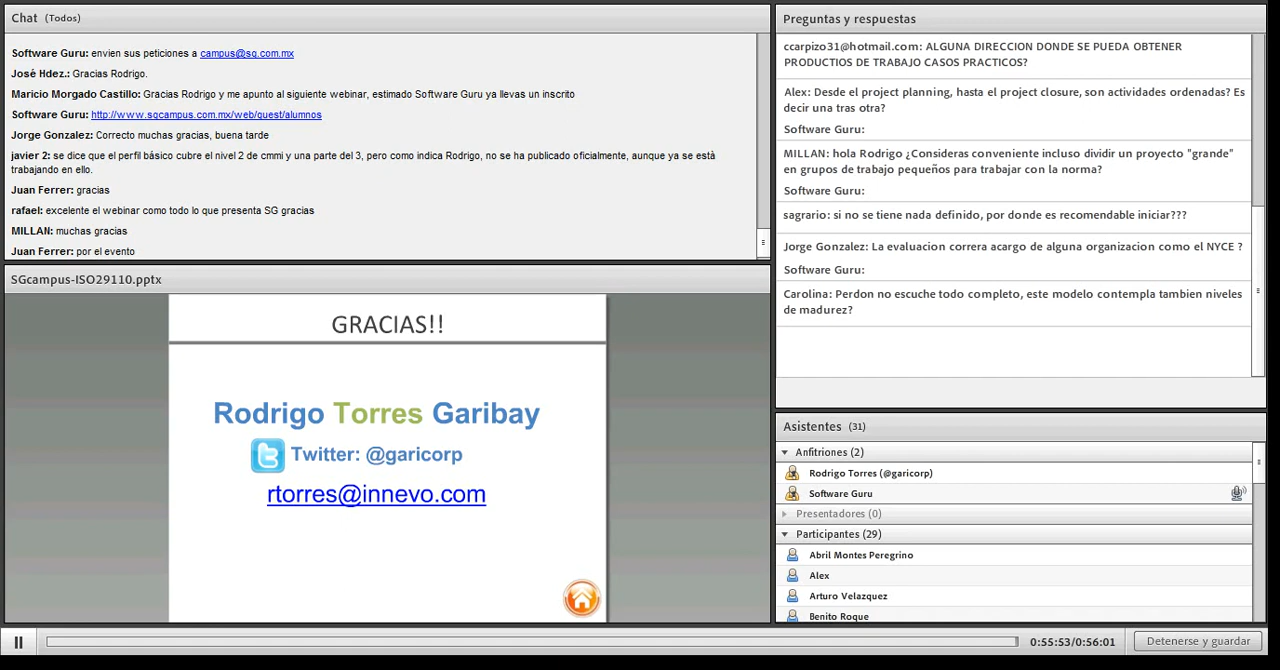 Chat (Todos)
Software Guru: envien sus peticiones a campus@sg.com.mx
José Hdez.: Gracias Rodrigo.
Maricio Morgado Castillo: Gracias Rodrigo y me apunto al siguiente webinar, estimado Software Guru ya llevas un inscrito
Software Guru: http://www.sgcampus.com.mx/web/guest/alumnos
Jorge Gonzalez: Correcto muchas gracias, buena tarde
javier 2: se dice que el perfil básico cubre el nivel 2 de cmmi y una parte del 3, pero como indica Rodrigo, no se ha publicado oficialmente, aunque ya se està
trabajando en ello.
Juan Ferrer: gracias
rafael: excelente el webinar como todo lo que presenta SG gracias
MILLAN: muchas gracias
Juan Ferrer: por el evento
SGcampus-ISO29110.pptx
GRACIAS!!
Rodrigo Torres Garibay
Twitter: @garicorp
rtorres@innevo.com
Preguntas y respuestas
ccarpizo31@hotmail.com: ALGUNA DIRECCION DONDE SE PUEDA OBTENER
PRODUCTIOS DE TRABAJO CASOS PRACTICOS?
Alex: Desde el project planning, hasta el project closure, son actividades ordenadas? Es
decir una tras otra?
Software Guru:
MILLAN: hola Rodrigo ¿Consideras conveniente incluso dividir un proyecto "grande"
en grupos de trabajo pequeños para trabajar con la norma?
Software Guru:
sagrario: si no se tiene nada definido, por donde es recomendable iniciar???
Jorge Gonzalez: La evaluacion correra acargo de alguna organizacion como el NYCE ?
Software Guru:
Carolina: Perdon no escuche todo completo, este modelo contempla tambien niveles
de madurez?
Asistentes (31)
Anfitriones (2)
Rodrigo Torres (@garicorp)
Software Guru
Presentadores (0)
Participantes (29)
Abril Montes Peregrino
Alex
Arturo Velazquez
Benito Roque
0:55:53/0:56:01
Detenerse y guardar